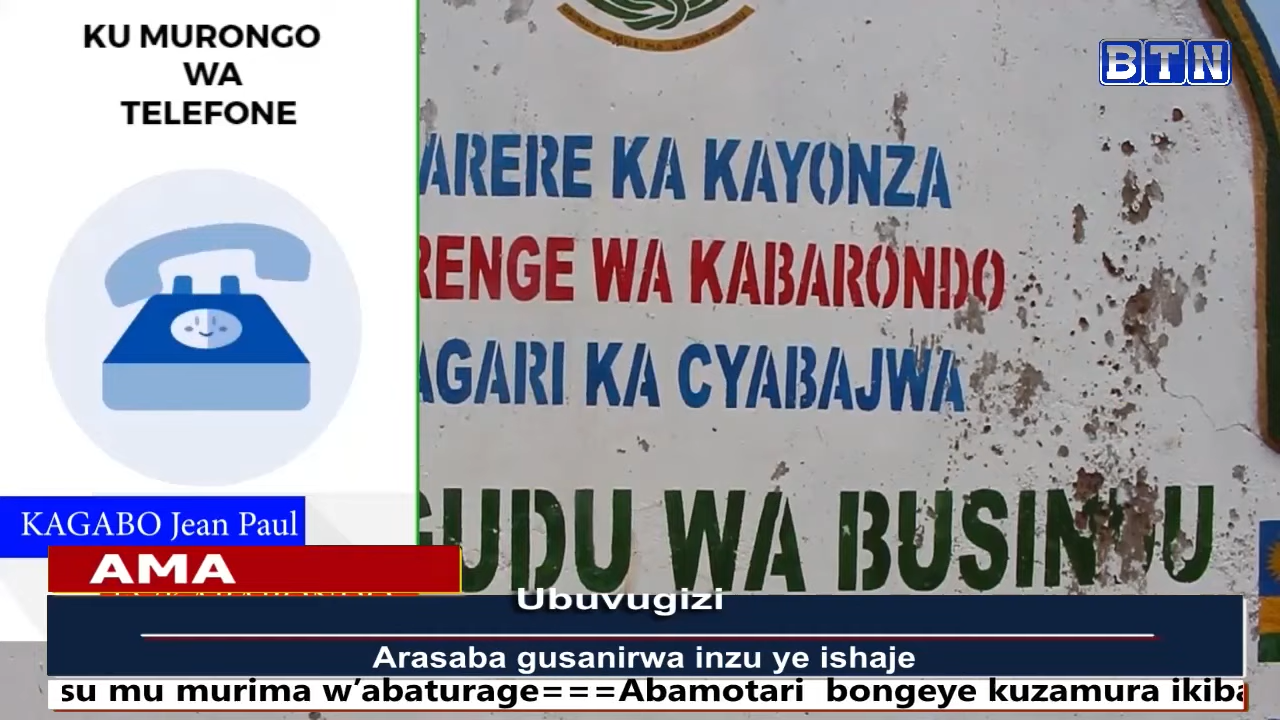 KU MURONGO
WA
TELEFONE
BTN
ARERE KA KAYONZA
RENGE WA KABARONDO
AGARI KA CYABAJWA
GUDU WA BUSINDU
KAGABO Jean Paul
AMA
Ubuvugizi
Arasaba gusanirwa inzu ye ishaje
su mu murima w’abaturage===Abamotari bongeye kuzamura ikiba